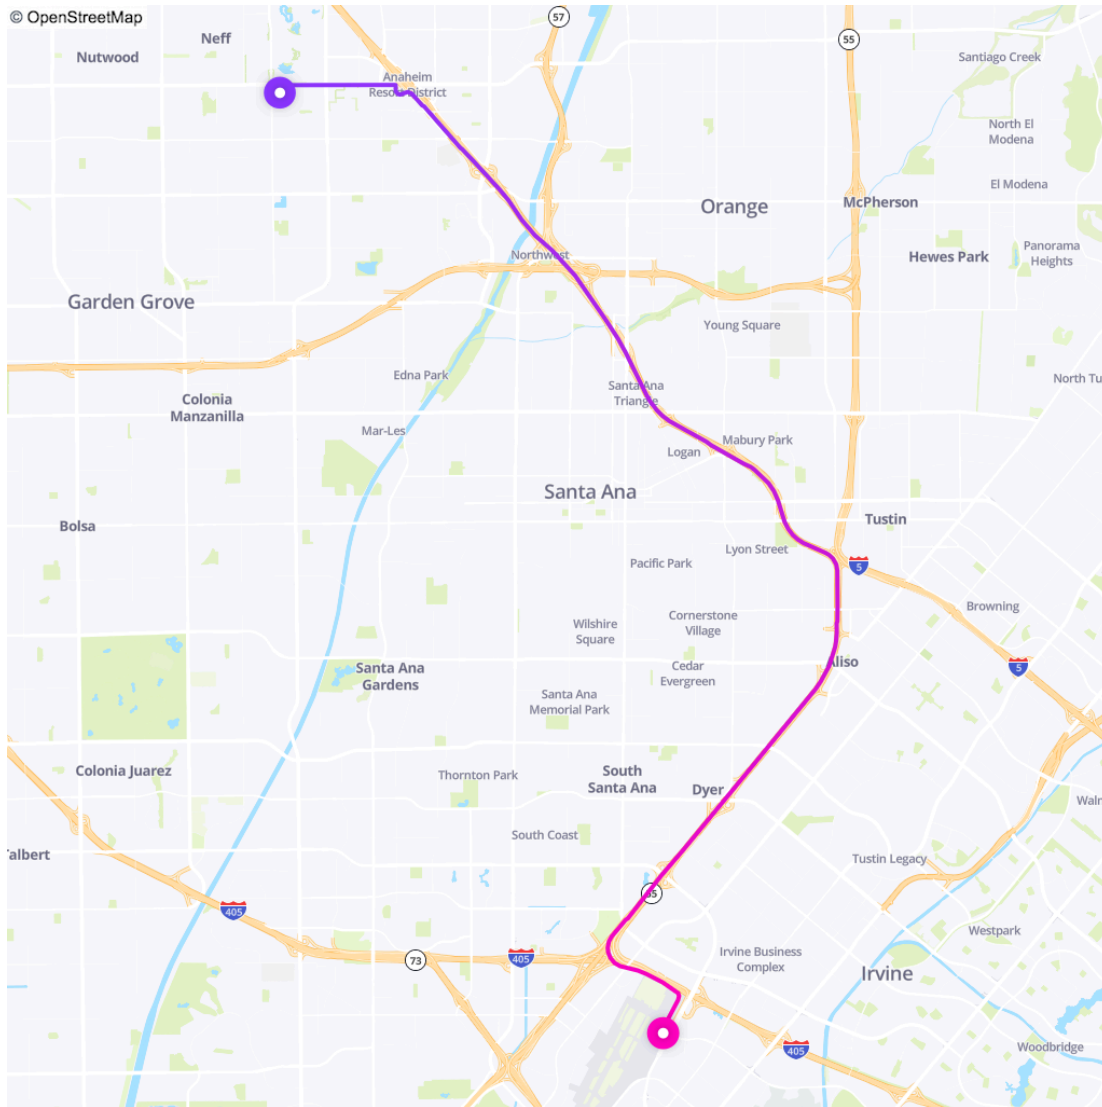 © OpenStreetMap
57
Neff
55
Nutwood
Santiago Creek
Anaheim
Resort District
North El
Modena
El Modena
Orange
McPherson
Panorama
Heights
Hewes Park
Northwest
Garden Grove
Young Square
Edna Park
Santa Ana
Triangle
North Tu
Colonia
Manzanilla
Mar-Les
Mabury Park
Logan
Santa Ana
Bolsa
Tustin
Lyon Street
Pacific Park
5
Browning
Cornerstone
Village
Wilshire
Square
Aliso
5
Santa Ana
Gardens
Cedar
Evergreen
Santa Ana
Memorial Park
Colonia Juarez
Thornton Park
South
Santa Ana
Dyer
Waln
South Coast
Talbert
Tustin Legacy
55
405
Westpark
73
405
Irvine Business
Complex
Irvine
405
Woodbridge